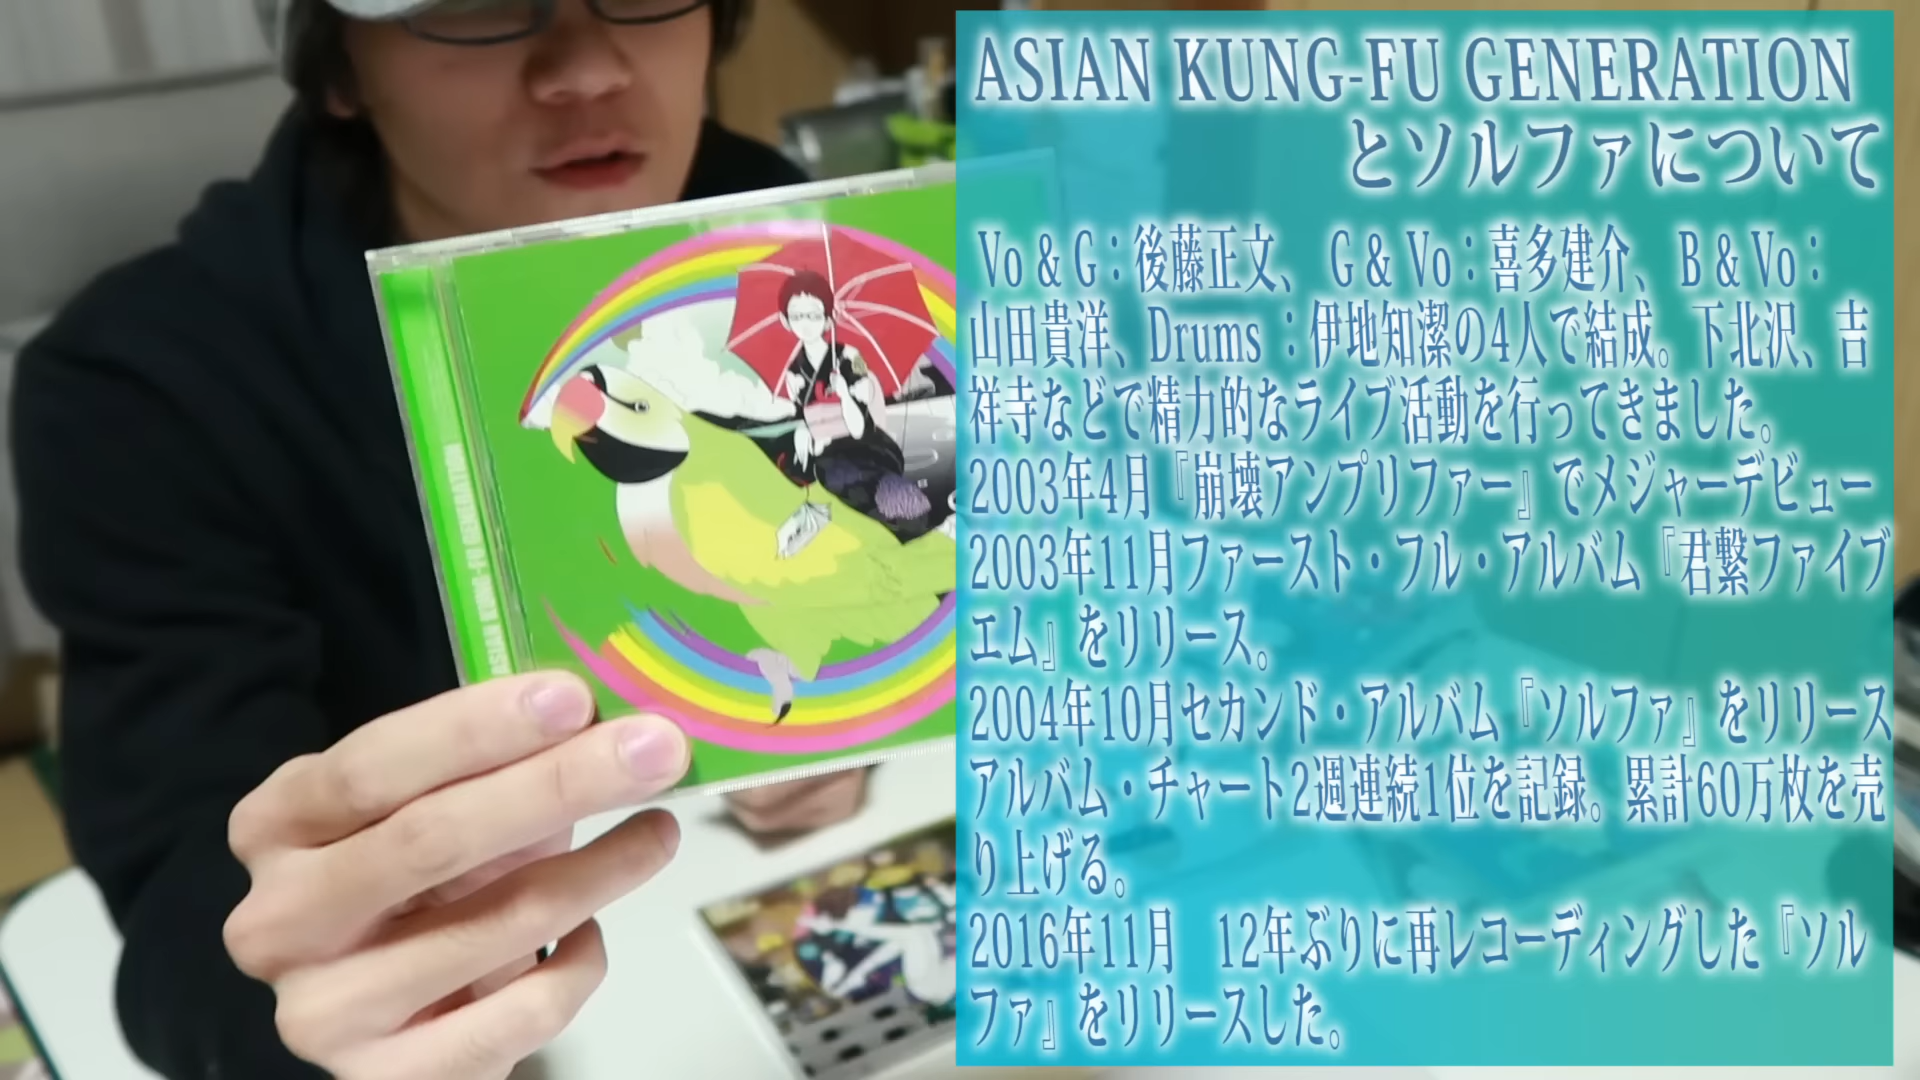 ASIAN KUNG-FU GENERATION
とソルファについて
Vo & G：後藤正文、 G & Vo：喜多建介、 B & Vo：
山田貴洋、Drums ：伊地知潔の4人で結成。下北沢、吉
祥寺などで精力的なライブ活動を行ってきました。
2003年4月『崩壊アンプリファー』でメジャーデビュー
2003年11月ファースト・フル・アルバム『君繋ファイブ
エム』をリリース。
2004年10月セカンド・アルバム『ソルファ』をリリース
アルバム・チャート2週連続1位を記録。累計60万枚を売
り上げる。
2016年11月　12年ぶりに再レコーディングした『ソル
ファ』をリリースした。
ASIAN KUNG-FU GENERATION